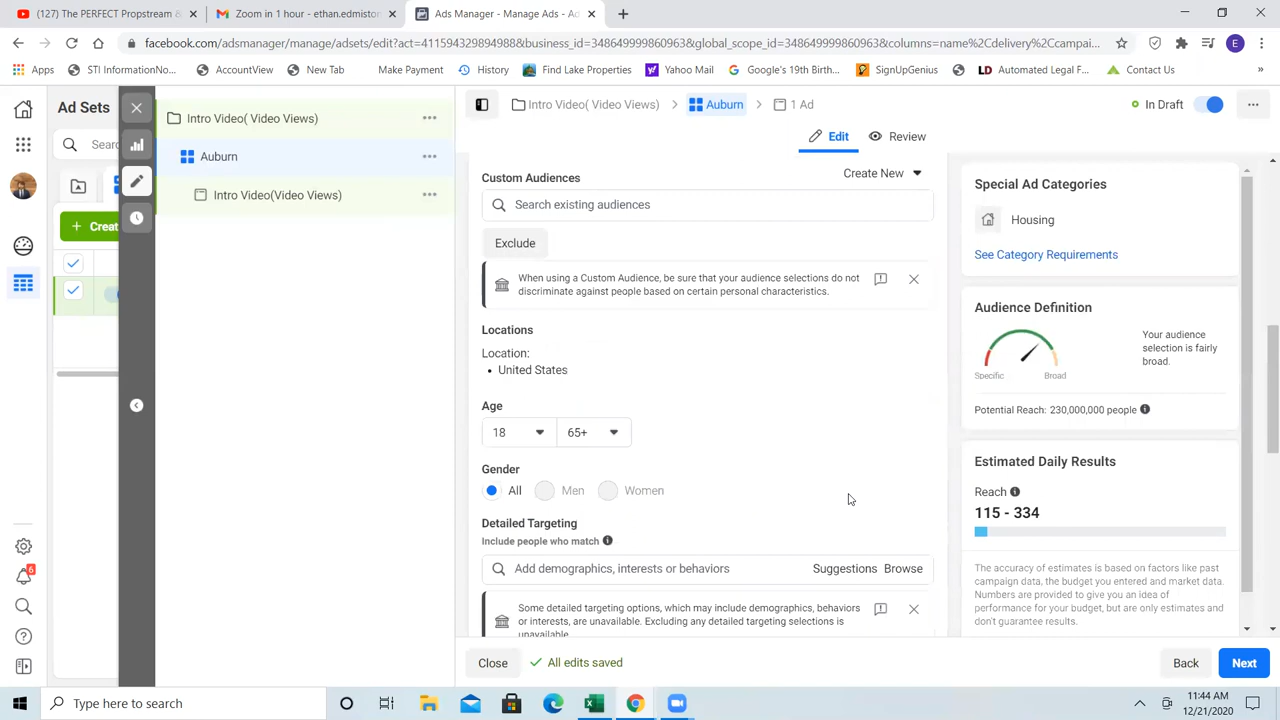 (127) The PERFECT Propstream &
Zoom in 1 hour - ethan.edmiston
Ads Manager - Manage Ads - Ad
facebook.com/adsmanager/manage/adsets/edit?act=411594329894988&business_id=348649999860963&global_scope_id=348649999860963&columns=name%2Cdelivery%2Ccampai...
E
Apps
STI InformationNo...
AccountView
New Tab
Make Payment
History
Find Lake Properties
Yahoo Mail
Google's 19th Birth...
SignUpGenius
LD Automated Legal F...
Contact Us
»
Ad Sets
Searc
Creat
Intro Video( Video Views)
Auburn
Intro Video(Video Views)
Intro Video( Video Views)
Auburn
1 Ad
In Draft
Edit
Review
Custom Audiences
Create New
Search existing audiences
Exclude
When using a Custom Audience, be sure that your audience selections do not
discriminate against people based on certain personal characteristics.
Locations
Location:
• United States
Age
18
65+
Gender
All
Men
Women
Detailed Targeting
Include people who match
Add demographics, interests or behaviors
Suggestions
Browse
Some detailed targeting options, which may include demographics, behaviors
or interests, are unavailable. Excluding any detailed targeting selections is
unavailable.
Special Ad Categories
Housing
See Category Requirements
Audience Definition
Specific
Broad
Your audience
selection is fairly
broad.
Potential Reach: 230,000,000 people
Estimated Daily Results
Reach
115 - 334
The accuracy of estimates is based on factors like past
campaign data, the budget you entered and market data.
Numbers are provided to give you an idea of
performance for your budget, but are only estimates and
don't guarantee results.
6
Close
All edits saved
Back
Next
Type here to search
11:44 AM
12/21/2020